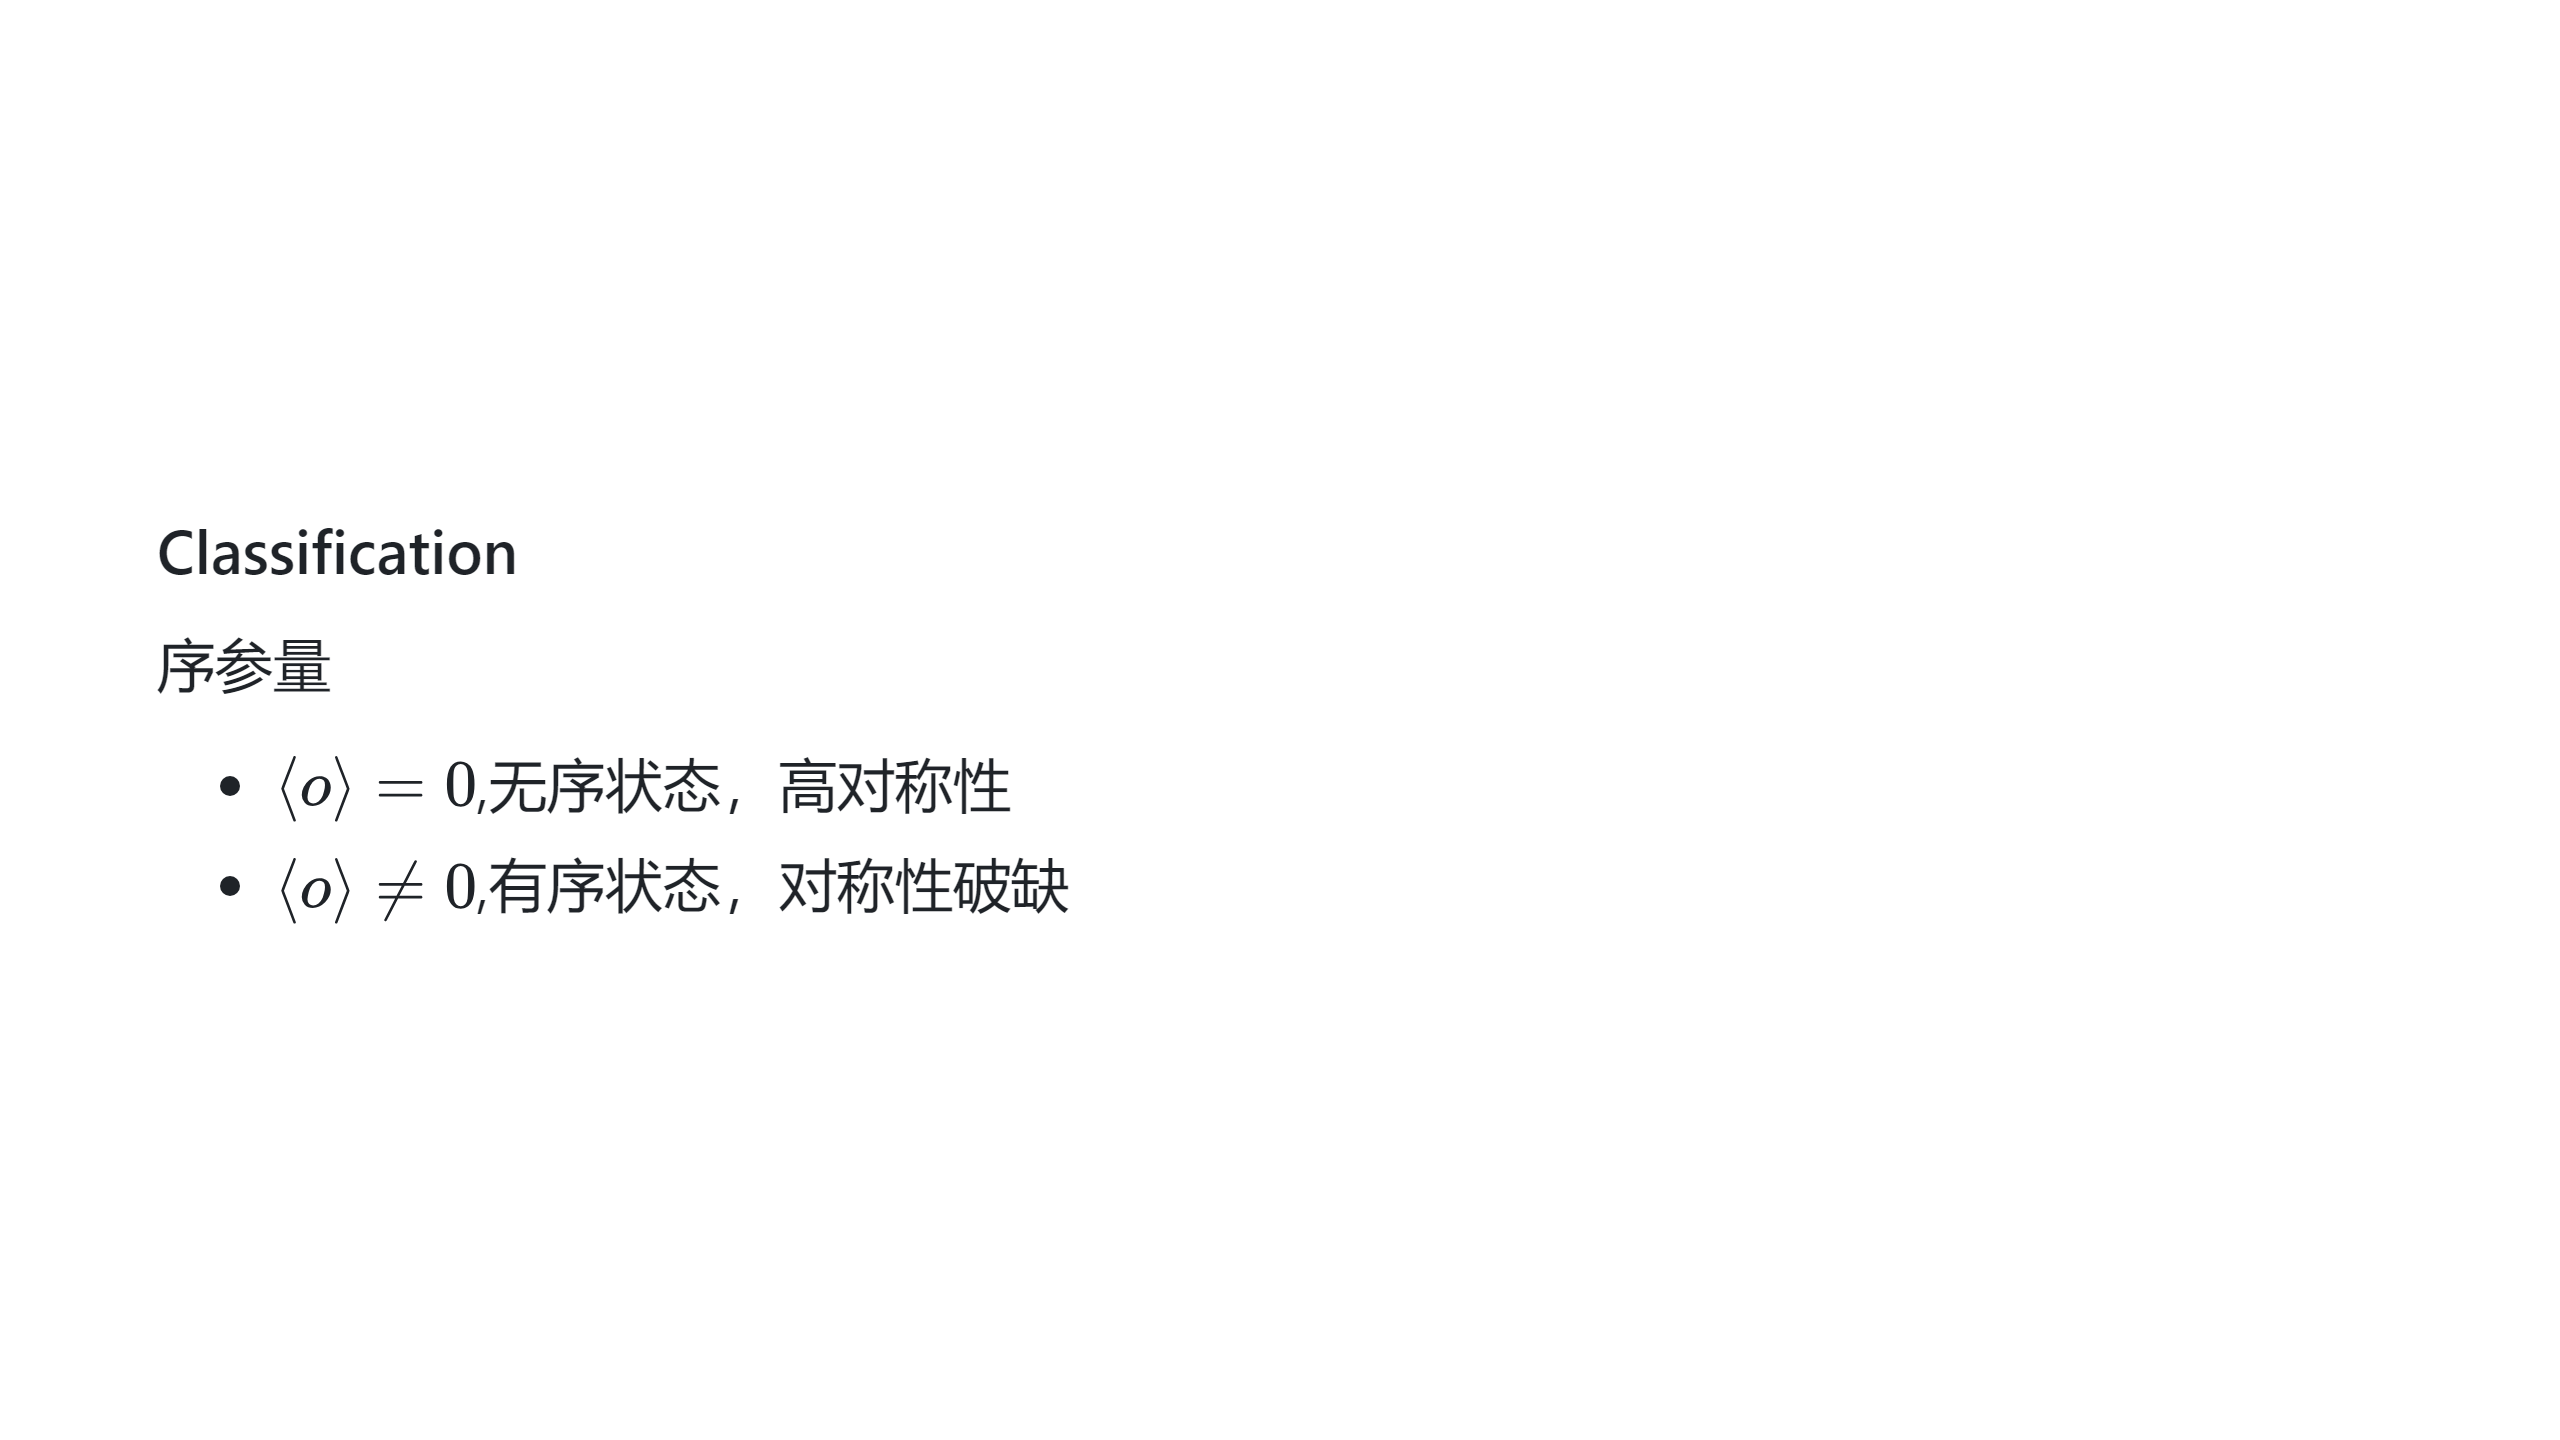 Classification
序参量
• ⟨o⟩ = 0,无序状态，高对称性
• ⟨o⟩ ≠ 0,有序状态，对称性破缺